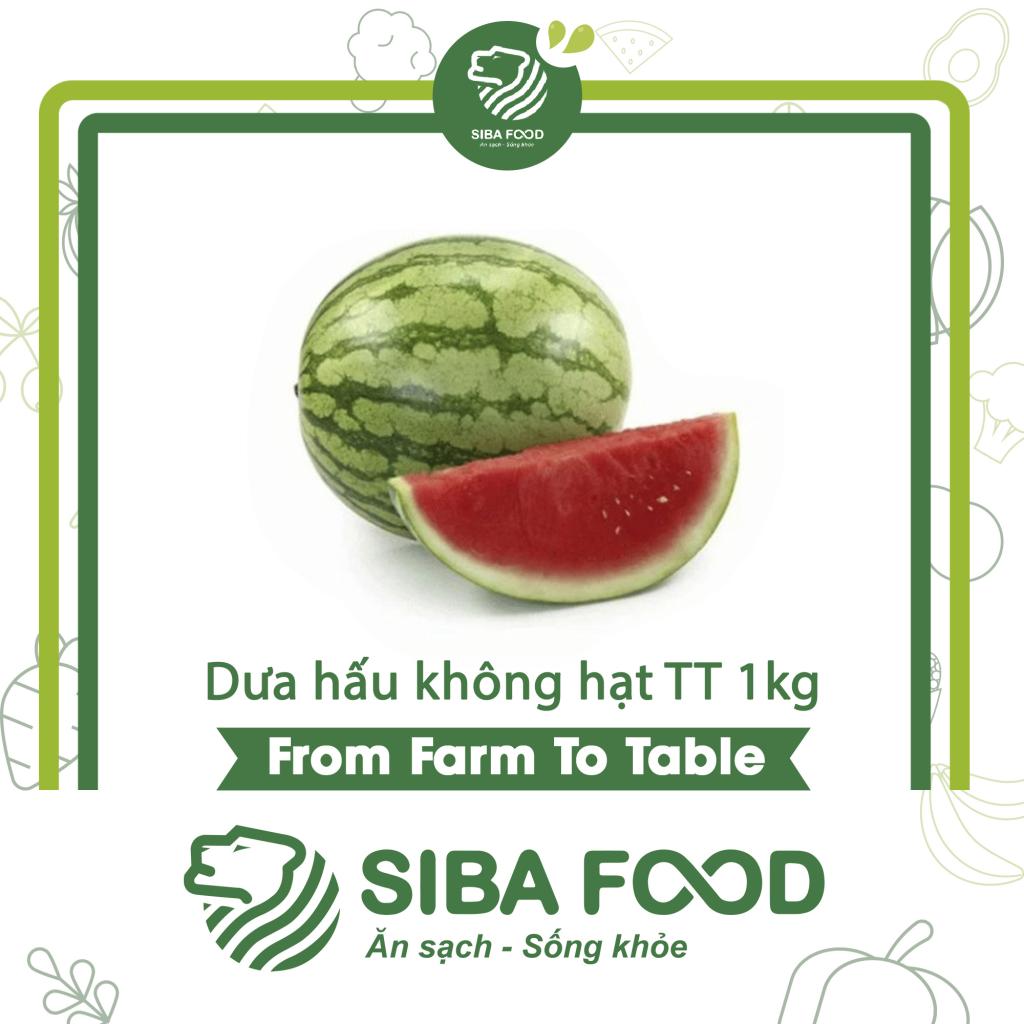 SIBA FOOD
Ăn sạch - Sống khỏe
Dưa hấu không hạt TT 1kg
From Farm To Table
SIBA FOOD
Ăn sạch - Sống khỏe